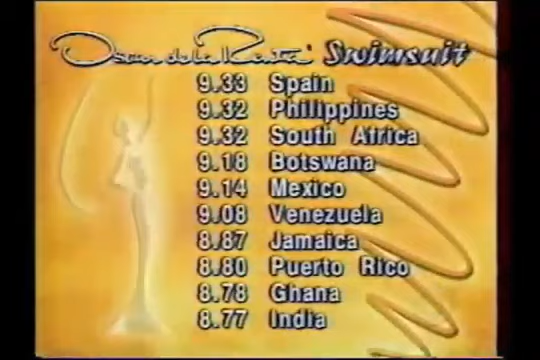 Oscar de la Renta Swimsuit
9.33 Spain
9.32 Philippines
9.32 South Africa
9.18 Botswana
9.14 Mexico
9.08 Venezuela
8.87 Jamaica
8.80 Puerto Rico
8.78 Ghana
8.77 India